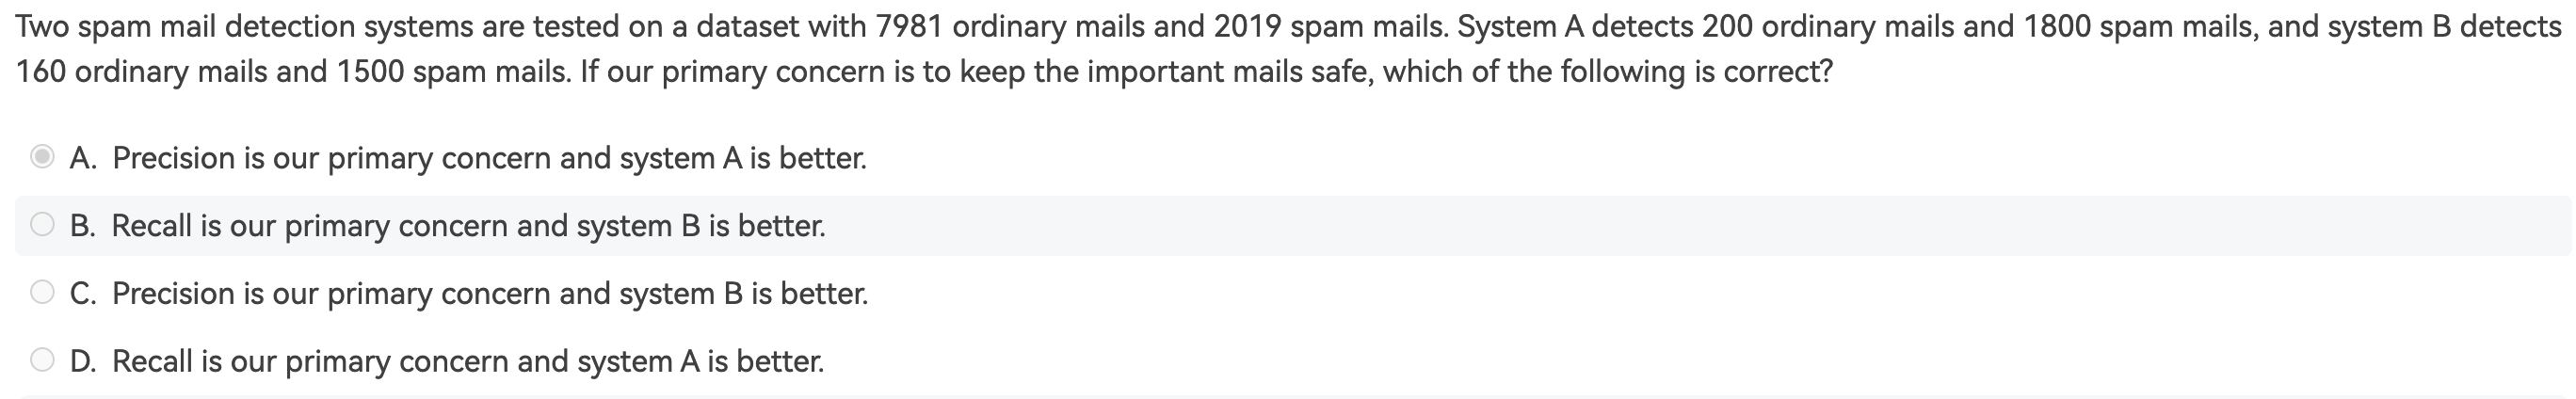 Two spam mail detection systems are tested on a dataset with 7981 ordinary mails and 2019 spam mails. System A detects 200 ordinary mails and 1800 spam mails, and system B detects
160 ordinary mails and 1500 spam mails. If our primary concern is to keep the important mails safe, which of the following is correct?
A. Precision is our primary concern and system A is better.
B. Recall is our primary concern and system B is better.
C. Precision is our primary concern and system B is better.
D. Recall is our primary concern and system A is better.